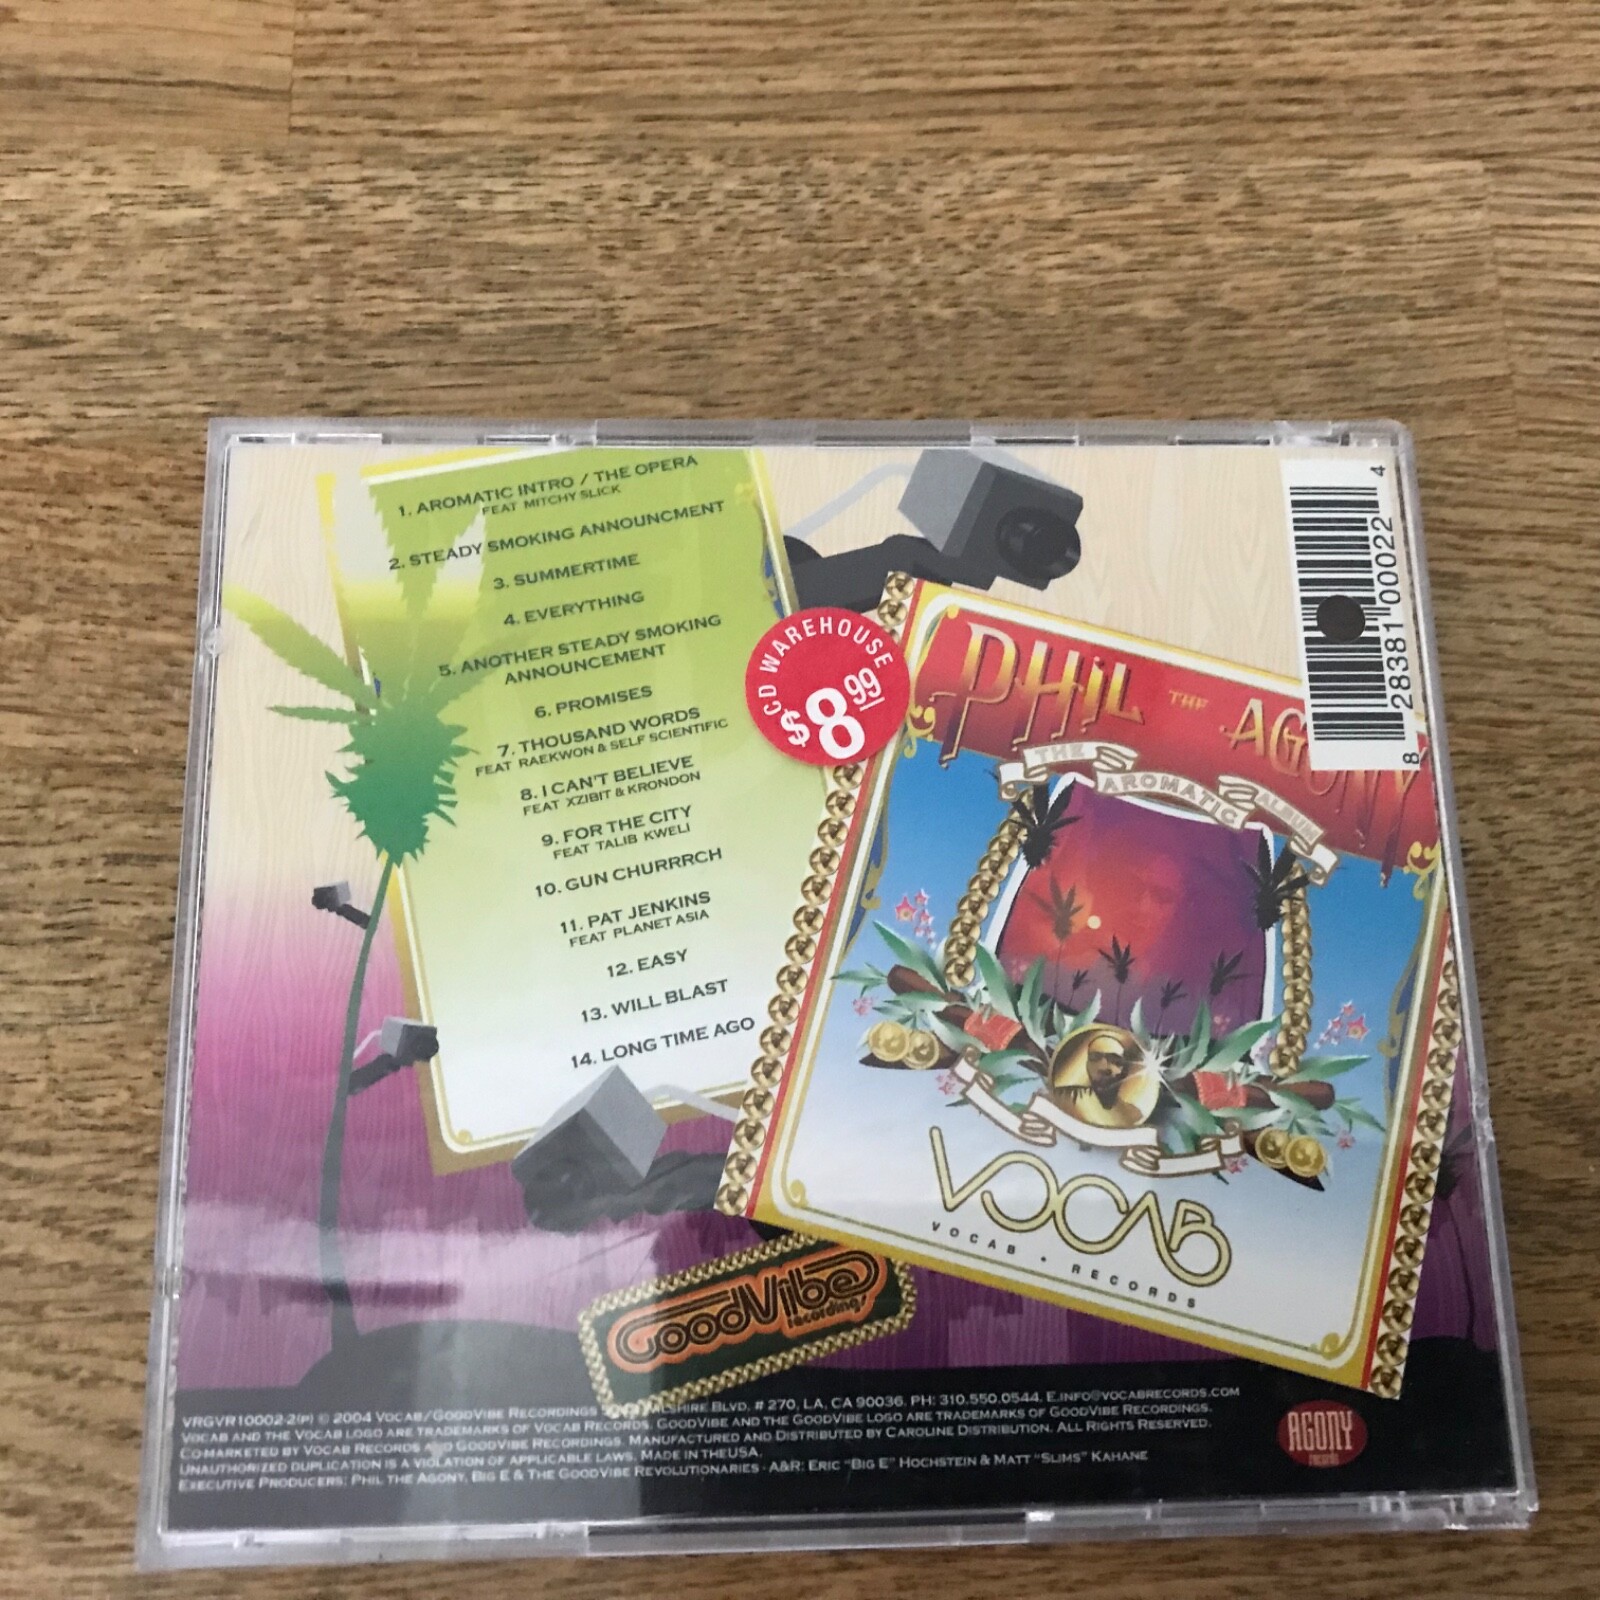 1. AROMATIC INTRO / THE OPERA
FEAT MITCHY SLICK
2. STEADY SMOKING ANNOUNCMENT
3. SUMMERTIME
4. EVERYTHING
5. ANOTHER STEADY SMOKING
ANNOUNCEMENT
6. PROMISES
7. THOUSAND WORDS
FEAT RAEKWON & SELF SCIENTIFIC
8. I CAN'T BELIEVE
FEAT XZIBIT & KRONDON
9. FOR THE CITY
FEAT TALIB KWELI
10. GUN CHURRRCH
11. PAT JENKINS
FEAT PLANET ASIA
12. EASY
13. WILL BLAST
14. LONG TIME AGO
CD WAREHOUSE
$8.99
8 28381 00022 4
PHIL THE AGONY
THE AROMATIC ALBUM
VOCAB
VOCAB • RECORDS
GOODVIBE
recordings
VRGVR10002-2(P) © 2004 VOCAB/GOODVIBE RECORDINGS BLVD. # 270, LA, CA 90036. PH: 310.550.0544, E.INFO@VOCABRECORDS.COM
VOCAB AND THE VOCAB LOGO ARE TRADEMARKS OF VOCAB RECORDS. GOODVIBE AND THE GOODVIBE LOGO ARE TRADEMARKS OF GOODVIBE RECORDINGS.
CO-MARKETED BY VOCAB RECORDS AND GOODVIBE RECORDINGS. MANUFACTURED AND DISTRIBUTED BY CAROLINE DISTRIBUTION. ALL RIGHTS RESERVED.
UNAUTHORIZED DUPLICATION IS A VIOLATION OF APPLICABLE LAWS. MADE IN THEUSA.
EXECUTIVE PRODUCERS: PHIL THE AGONY, BIG E & THE GOODVIBE REVOLUTIONARIES · A&R: ERIC "BIG E" HOCHSTEIN & MATT "SLIMS" KAHANE
AGONY
records